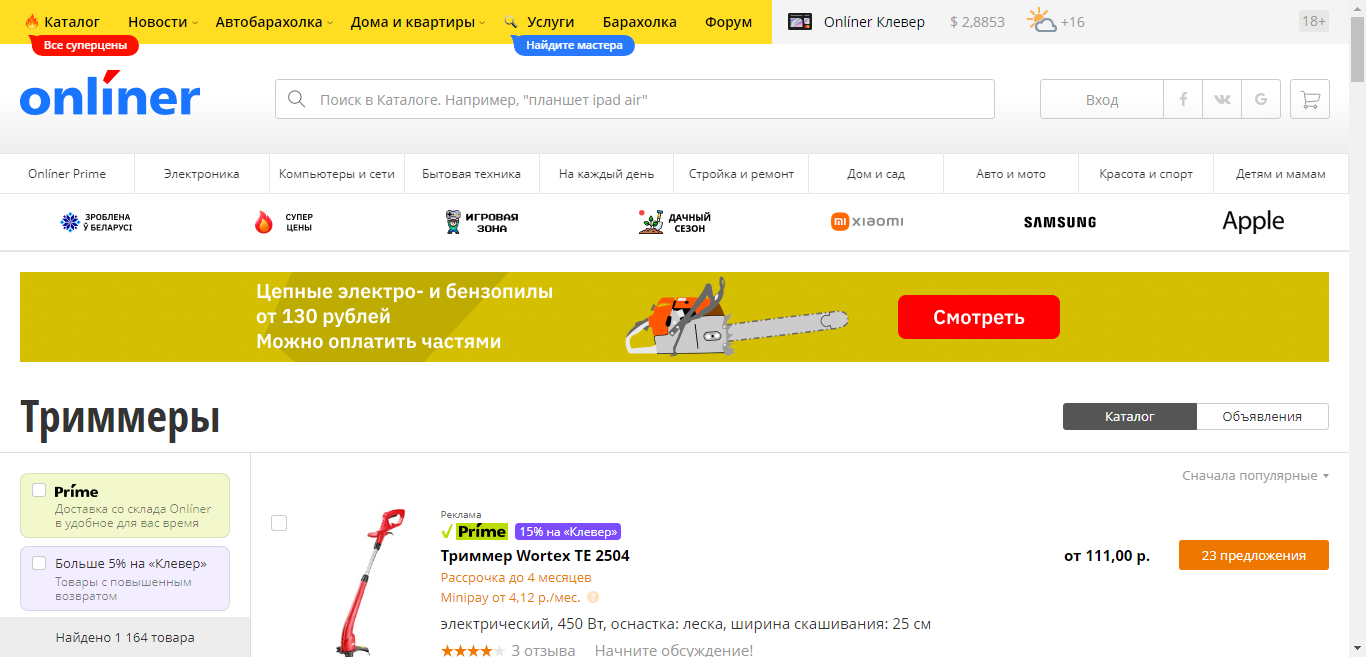 Каталог Новости Автобарахолка Дома и квартиры Услуги Барахолка Форум Onlíner Клевер $ 2,8853 +16 18+
Все суперцены Найдите мастера
onlíner
Поиск в Каталоге. Например, "планшет ipad air"
Вход
Onlíner Prime Электроника Компьютеры и сети Бытовая техника На каждый день Стройка и ремонт Дом и сад Авто и мото Красота и спорт Детям и мамам
ЗРОБЛЕНА
Ў БЕЛАРУСІ
СУПЕР
ЦЕНЫ
ИГРОВАЯ
ЗОНА
ДАЧНЫЙ
СЕЗОН
xiaomi
SAMSUNG
Apple
Цепные электро- и бензопилы
от 130 рублей
Можно оплатить частями
Смотреть
Триммеры
Каталог Объявления
Сначала популярные
Príme
Доставка со склада Onlíner
в удобное для вас время
Больше 5% на «Клевер»
Товары с повышенным
возвратом
Найдено 1 164 товара
Реклама
Príme 15% на «Клевер»
Триммер Wortex TE 2504
Рассрочка до 4 месяцев
Minipay от 4,12 р./мес.
электрический, 450 Вт, оснастка: леска, ширина скашивания: 25 см
3 отзыва Начните обсуждение!
от 111,00 р.
23 предложения